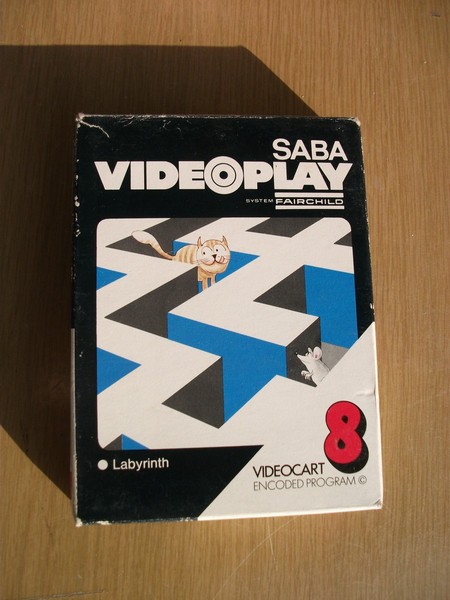 SABA
VIDEOPLAY
SYSTEM FAIRCHILD
● Labyrinth
VIDEOCART 8
ENCODED PROGRAM ©